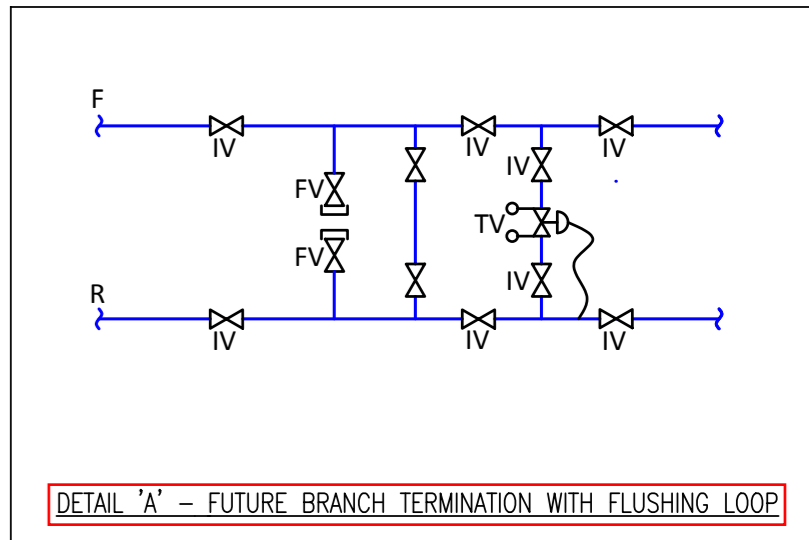 F
IV
IV
IV
FV
IV
TV
FV
IV
R
IV
IV
IV
DETAIL 'A' – FUTURE BRANCH TERMINATION WITH FLUSHING LOOP